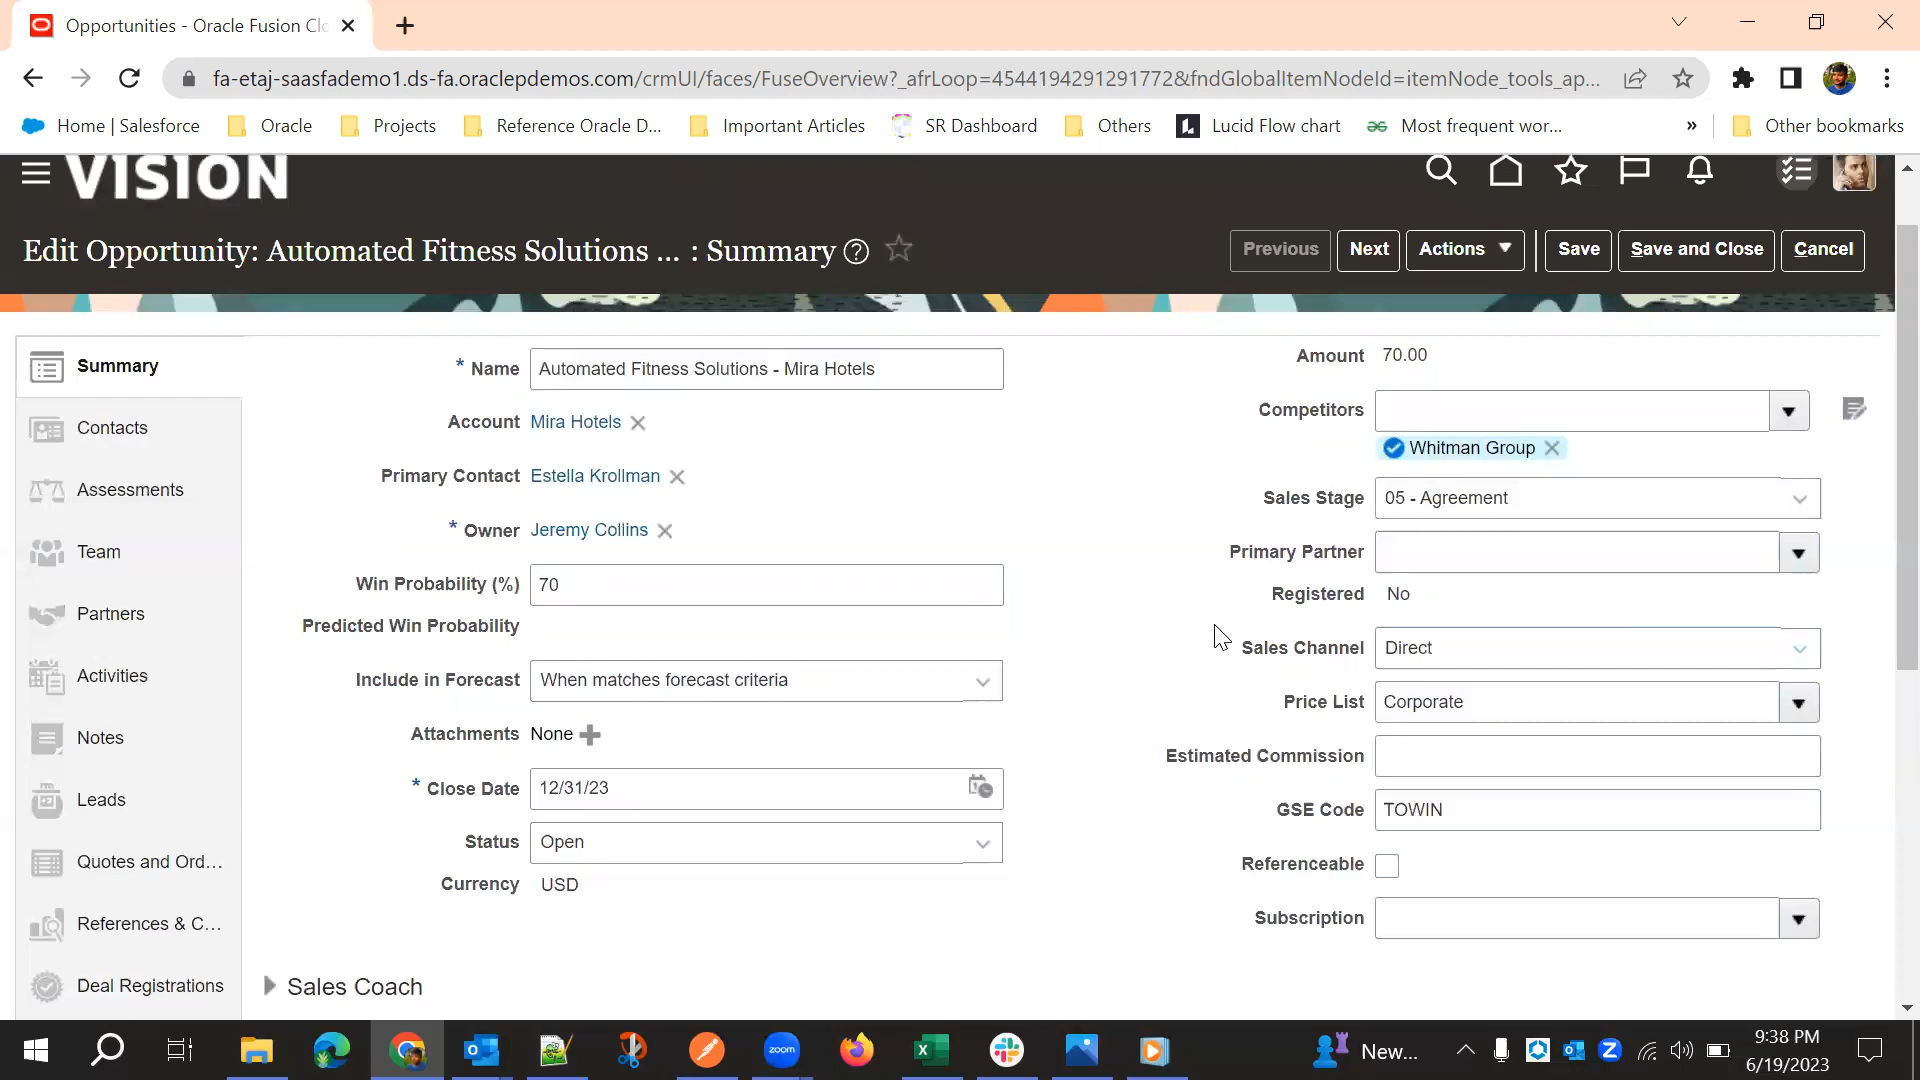 Opportunities - Oracle Fusion Clo
fa-etaj-saasfademo1.ds-fa.oraclepdemos.com/crmUI/faces/FuseOverview?_afrLoop=4544194291291772&fndGlobalItemNodeId=itemNode_tools_ap...
Home | Salesforce Oracle Projects Reference Oracle D... Important Articles SR Dashboard Others Lucid Flow chart Most frequent wor... » Other bookmarks
VISION
Edit Opportunity: Automated Fitness Solutions ... : Summary
Previous Next Actions Save Save and Close Cancel
Summary
Contacts
Assessments
Team
Partners
Activities
Notes
Leads
Quotes and Ord...
References & C...
Deal Registrations
* Name Automated Fitness Solutions - Mira Hotels
Account Mira Hotels
Primary Contact Estella Krollman
* Owner Jeremy Collins
Win Probability (%) 70
Predicted Win Probability
Include in Forecast When matches forecast criteria
Attachments None
* Close Date 12/31/23
Status Open
Currency USD
Amount 70.00
Competitors
Whitman Group
Sales Stage 05 - Agreement
Primary Partner
Registered No
Sales Channel Direct
Price List Corporate
Estimated Commission
GSE Code TOWIN
Referenceable
Subscription
Sales Coach
zoom
New...
9:38 PM
6/19/2023